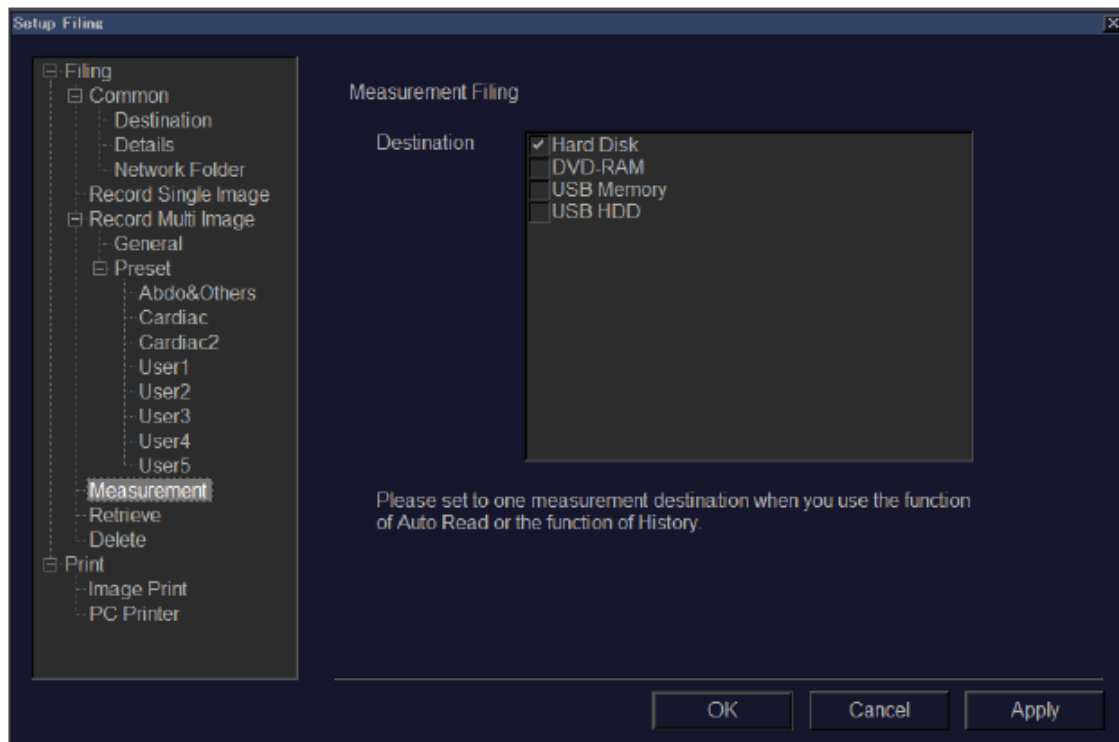 Setup Filing
Filing
Common
Destination
Details
Network Folder
Record Single Image
Record Multi Image
General
Preset
Abdo&Others
Cardiac
Cardiac2
User1
User2
User3
User4
User5
Measurement
Retrieve
Delete
Print
Image Print
PC Printer
Measurement Filing
Destination
Hard Disk
DVD-RAM
USB Memory
USB HDD
Please set to one measurement destination when you use the function
of Auto Read or the function of History.
OK
Cancel
Apply